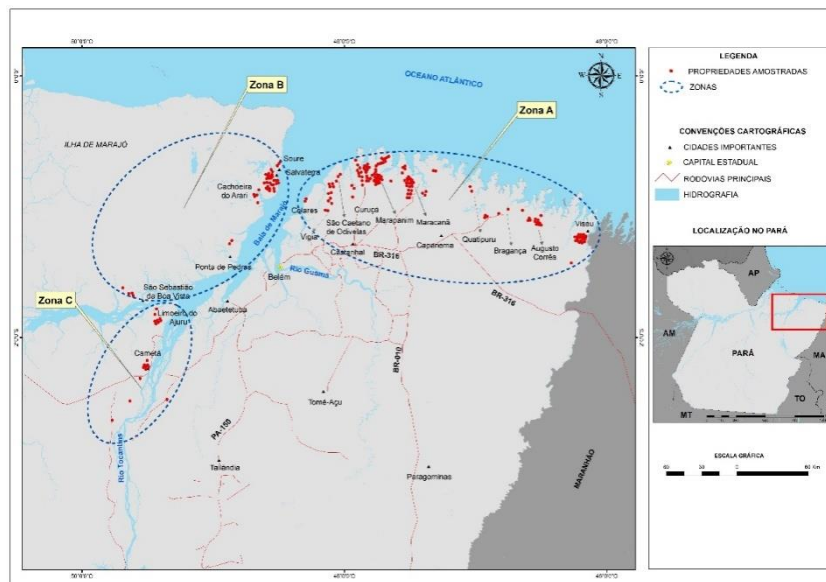 OCEANO ATLÂNTICO
Zona B
Zona A
ILHA DE MARAJÓ
Soure
Salvaterra
Cachoeira
do Arari
Colares
Curuçá
São Caetano
de Odivelas
Marapanim
Maracanã
Vigia
Castanhal
Capanema
Quatipuru
Bragança
Augusto
Corrêa
Viseu
Baía de Marajó
BR-316
Ponta de Pedras
Rio Guamá
Belém
BR-316
São Sebastião
da Boa Vista
Zona C
Limoeiro do
Ajuru
Abaetetuba
Cametá
BR-010
Tomé-Açu
PA-150
Tailândia
Rio Tocantins
Paragominas
MARANHÃO
N
W
E
S
LEGENDA
PROPRIEDADES AMOSTRADAS
ZONAS
CONVENÇÕES CARTOGRÁFICAS
CIDADES IMPORTANTES
CAPITAL ESTADUAL
RODOVIAS PRINCIPAIS
HIDROGRAFIA
LOCALIZAÇÃO NO PARÁ
AP
AM
PARÁ
MA
TO
MT
ESCALA GRÁFICA